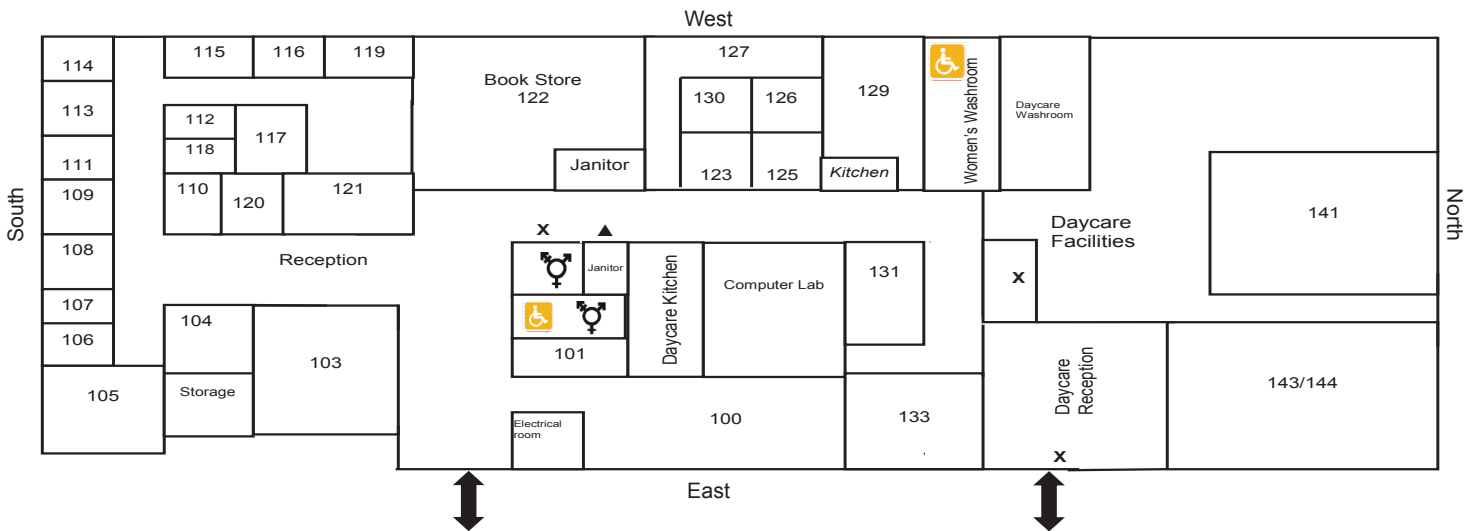 West
115
116
119
114
113
111
109
108
107
106
105
112
118
117
110
120
121
Book Store
122
Janitor
127
130
126
123
125
129
Kitchen
Women's Washroom
Daycare
Washroom
South
North
141
Daycare
Facilities
Reception
x
Janitor
Daycare Kitchen
Computer Lab
131
x
104
103
Storage
101
Electrical
room
100
133
Daycare
Reception
x
143/144
East